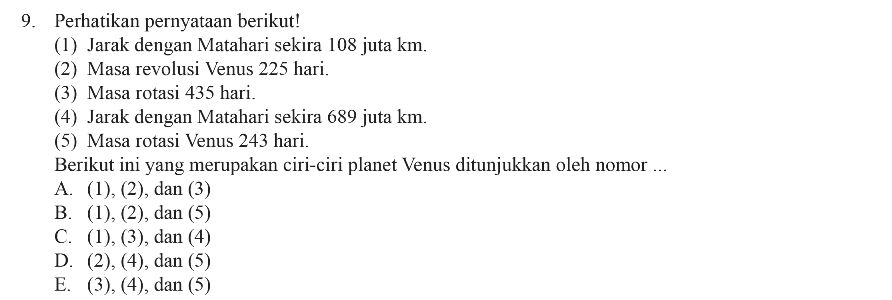 9. Perhatikan pernyataan berikut!
(1) Jarak dengan Matahari sekira 108 juta km.
(2) Masa revolusi Venus 225 hari.
(3) Masa rotasi 435 hari.
(4) Jarak dengan Matahari sekira 689 juta km.
(5) Masa rotasi Venus 243 hari.
Berikut ini yang merupakan ciri-ciri planet Venus ditunjukkan oleh nomor ...
A. (1), (2), dan (3)
B. (1), (2), dan (5)
C. (1), (3), dan (4)
D. (2), (4), dan (5)
E. (3), (4), dan (5)